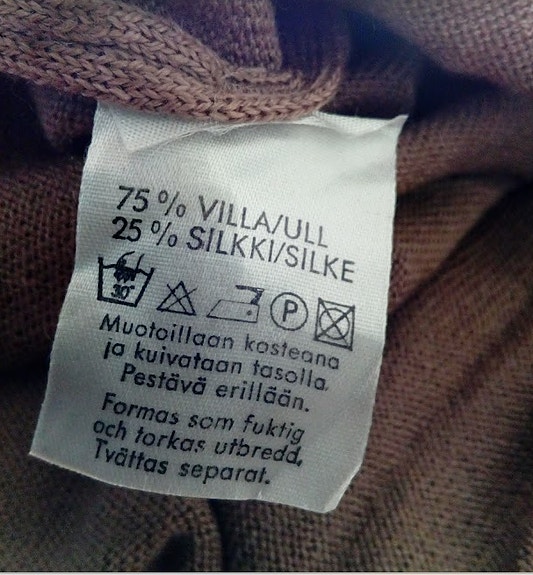 75 % VILLA/ULL
25 % SILKKI/SILKE
30° P
Muotoillaan kosteana
ja kuivataan tasolla.
Pestävä erillään.
Formas som fuktig
och torkas utbredd,
Tvättas separat.